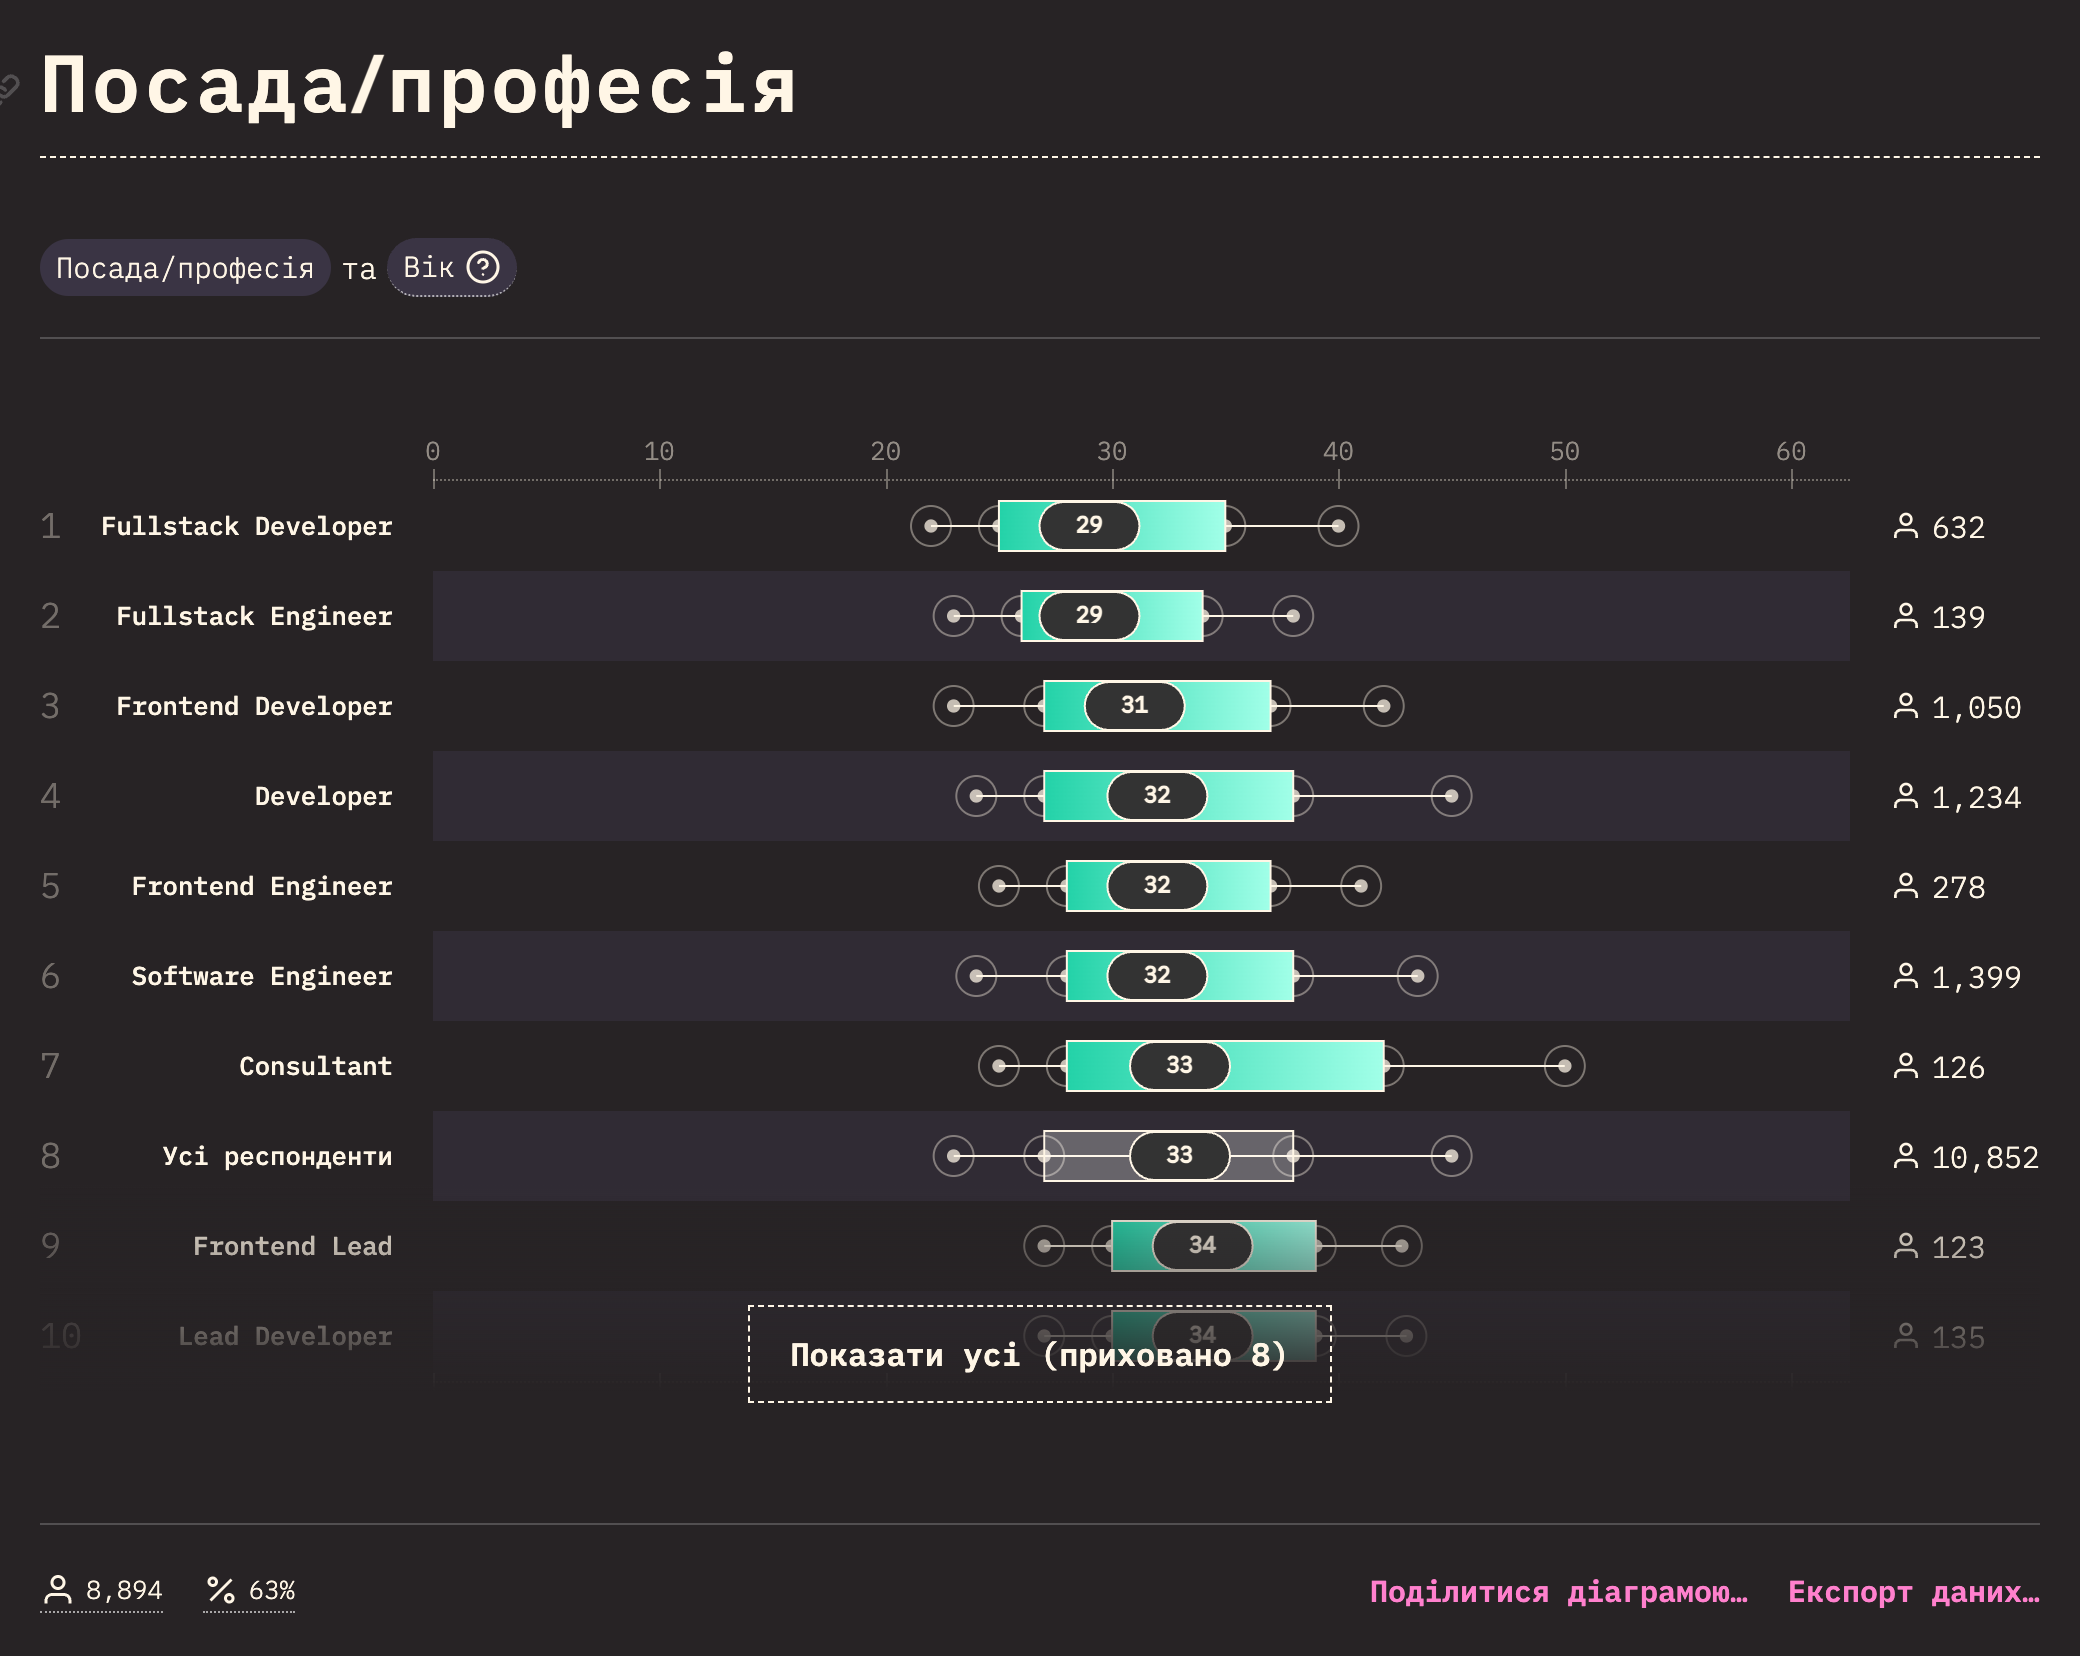 Посада/професія
Посада/професія та Вік ?
0 10 20 30 40 50 60
1 Fullstack Developer 29 632
2 Fullstack Engineer 29 139
3 Frontend Developer 31 1,050
4 Developer 32 1,234
5 Frontend Engineer 32 278
6 Software Engineer 32 1,399
7 Consultant 33 126
8 Усі респонденти 33 10,852
9 Frontend Lead 34 123
10 Lead Developer 34 135
Показати усі (приховано 8)
8,894 % 63% Поділитися діаграмою… Експорт даних…